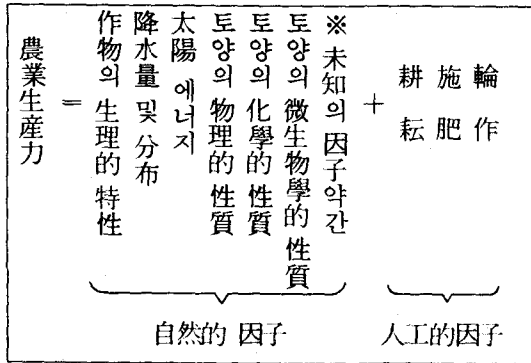 農業生産力
=
作物의 生理的 特性
降水量 및 分布
太陽 에너지
토양의 物理的 性質
토양의 化學的 性質
토양의 微生物學的 性質
※ 未知의 因子약간
+
耕耘
施肥
輪作
自然的 因子
人工的因子